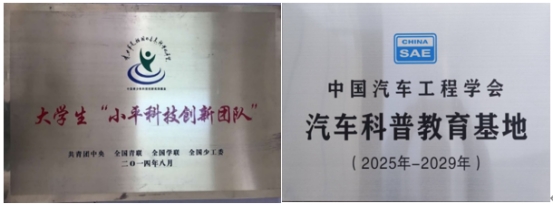 大学生“小平科技创新团队”
共青团中央 全国青联 全国学联 全国少工委
二〇一四年八月
CHINA
SAE
中国汽车工程学会
汽车科普教育基地
（2025年-2029年）